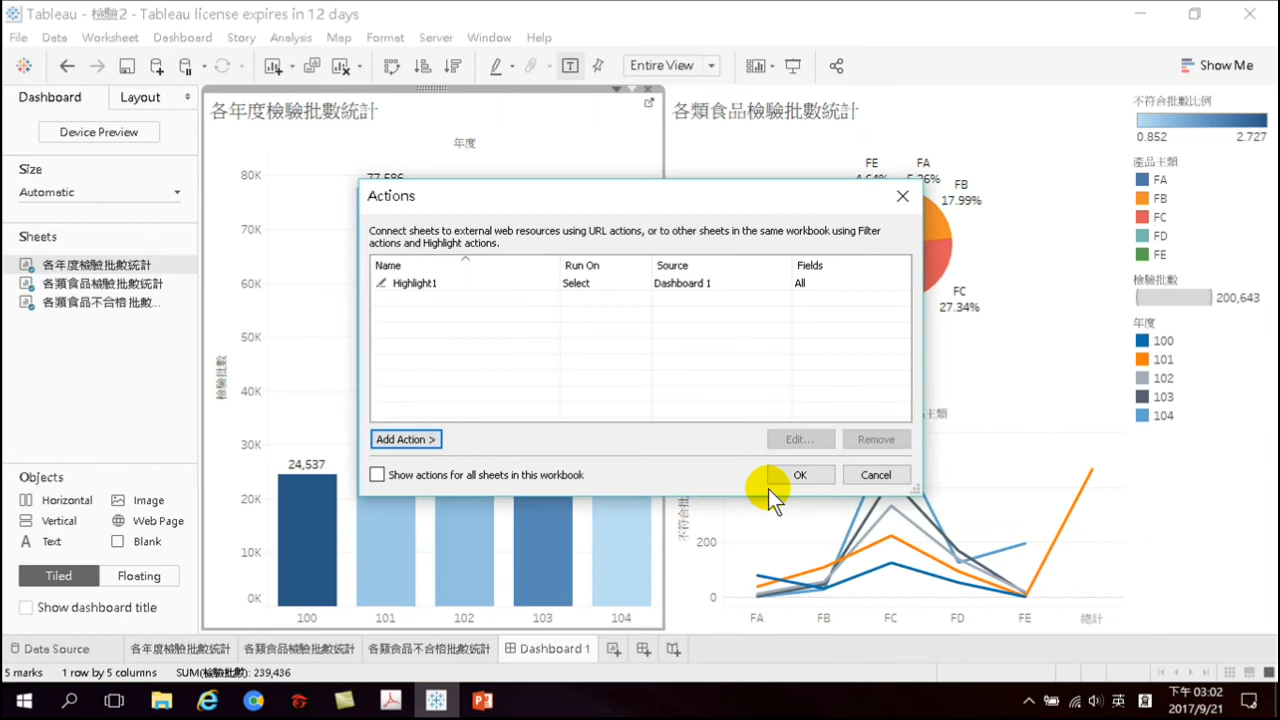 Tableau - 檢驗2 - Tableau license expires in 12 days
File Data Worksheet Dashboard Story Analysis Map Format Server Window Help
Entire View
Show Me
Dashboard Layout
Device Preview
Size
Automatic
Sheets
各年度檢驗批數統計
各類食品檢驗批數統計
各類食品不合格批數...
Objects
Horizontal Image
Vertical Web Page
Text Blank
Tiled Floating
Show dashboard title
各年度檢驗批數統計
年度
80K
77,586
70K
60K
50K
40K
30K
20K
10K
0K
檢驗批數
24,537
100 101 102 103 104
各類食品檢驗批數統計
FE FA
FB
17.99%
FC
27.34%
Actions
Connect sheets to external web resources using URL actions, or to other sheets in the same workbook using Filter
actions and Highlight actions.
Name Run On Source Fields
Highlight1 Select Dashboard 1 All
Add Action > Edit... Remove
Show actions for all sheets in this workbook
OK Cancel
主類
不符合批
200
0
FA FB FC FD FE 總計
不符合批數比例
0.852 2.727
產品主類
FA
FB
FC
FD
FE
檢驗批數
200,643
年度
100
101
102
103
104
Data Source 各年度檢驗批數統計 各類食品檢驗批數統計 各類食品不合格批數統計 Dashboard 1
5 marks 1 row by 5 columns SUM(檢驗批數): 239,436
英
下午 03:02
2017/9/21